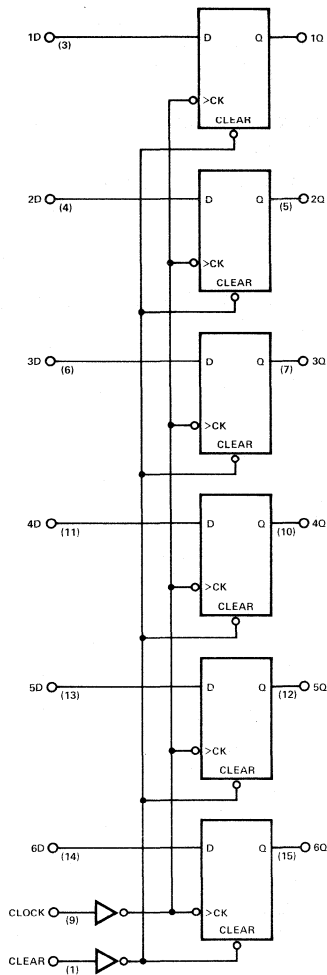 1D (3) D Q 1Q
>CK
CLEAR
2D (4) D Q (5) 2Q
>CK
CLEAR
3D (6) D Q (7) 3Q
>CK
CLEAR
4D (11) D Q (10) 4Q
>CK
CLEAR
5D (13) D Q (12) 5Q
>CK
CLEAR
6D (14) D Q (15) 6Q
CLOCK (9) >CK
CLEAR
CLEAR (1)